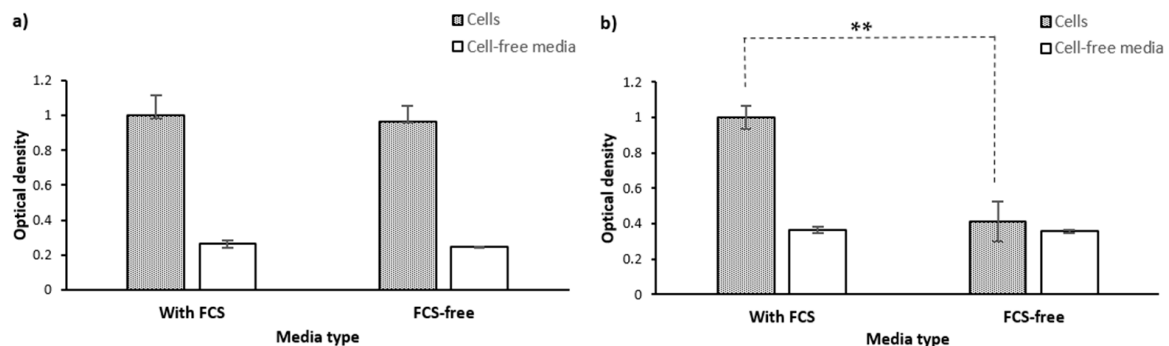 a)
Cells
Cell-free media
1.2
1
0.8
0.6
0.4
0.2
0
Optical density
With FCS
FCS-free
Media type
b)
Cells
Cell-free media
**
1.2
1
0.8
0.6
0.4
0.2
0
Optical density
With FCS
FCS-free
Media type